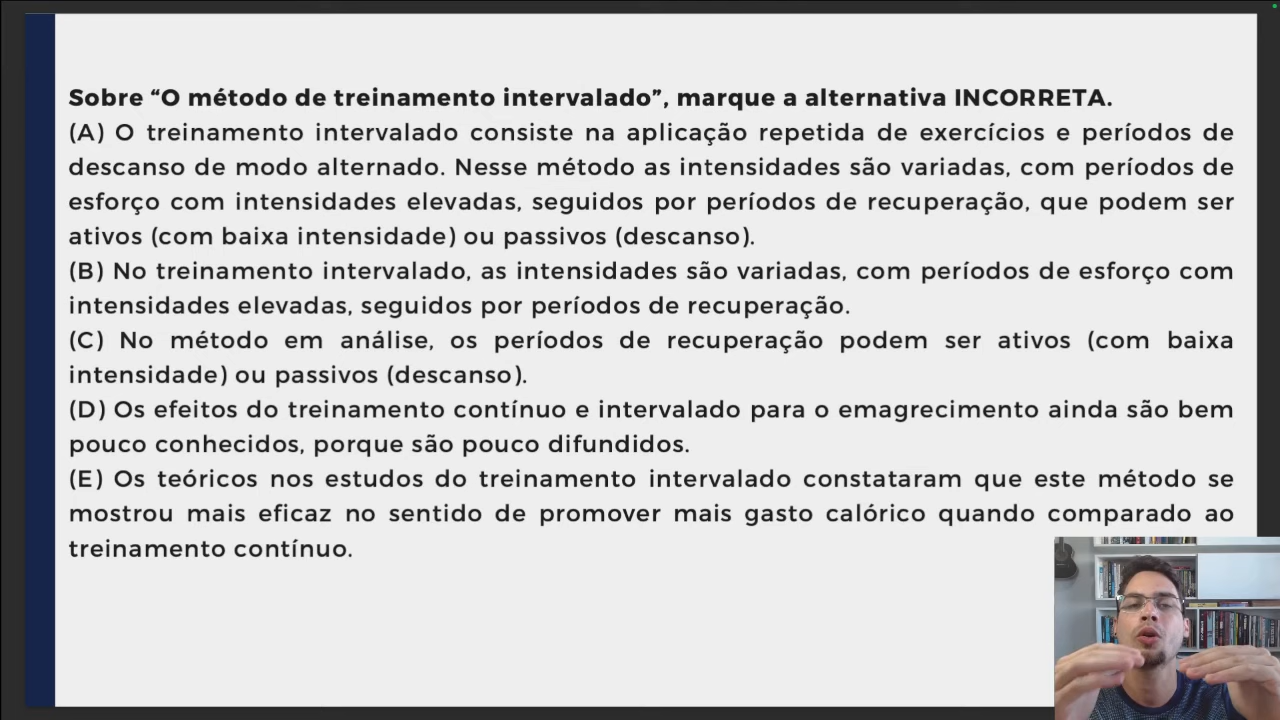 Sobre “O método de treinamento intervalado”, marque a alternativa INCORRETA.
(A) O treinamento intervalado consiste na aplicação repetida de exercícios e períodos de
descanso de modo alternado. Nesse método as intensidades são variadas, com períodos de
esforço com intensidades elevadas, seguidos por períodos de recuperação, que podem ser
ativos (com baixa intensidade) ou passivos (descanso).
(B) No treinamento intervalado, as intensidades são variadas, com períodos de esforço com
intensidades elevadas, seguidos por períodos de recuperação.
(C) No método em análise, os períodos de recuperação podem ser ativos (com baixa
intensidade) ou passivos (descanso).
(D) Os efeitos do treinamento contínuo e intervalado para o emagrecimento ainda são bem
pouco conhecidos, porque são pouco difundidos.
(E) Os teóricos nos estudos do treinamento intervalado constataram que este método se
mostrou mais eficaz no sentido de promover mais gasto calórico quando comparado ao
treinamento contínuo.